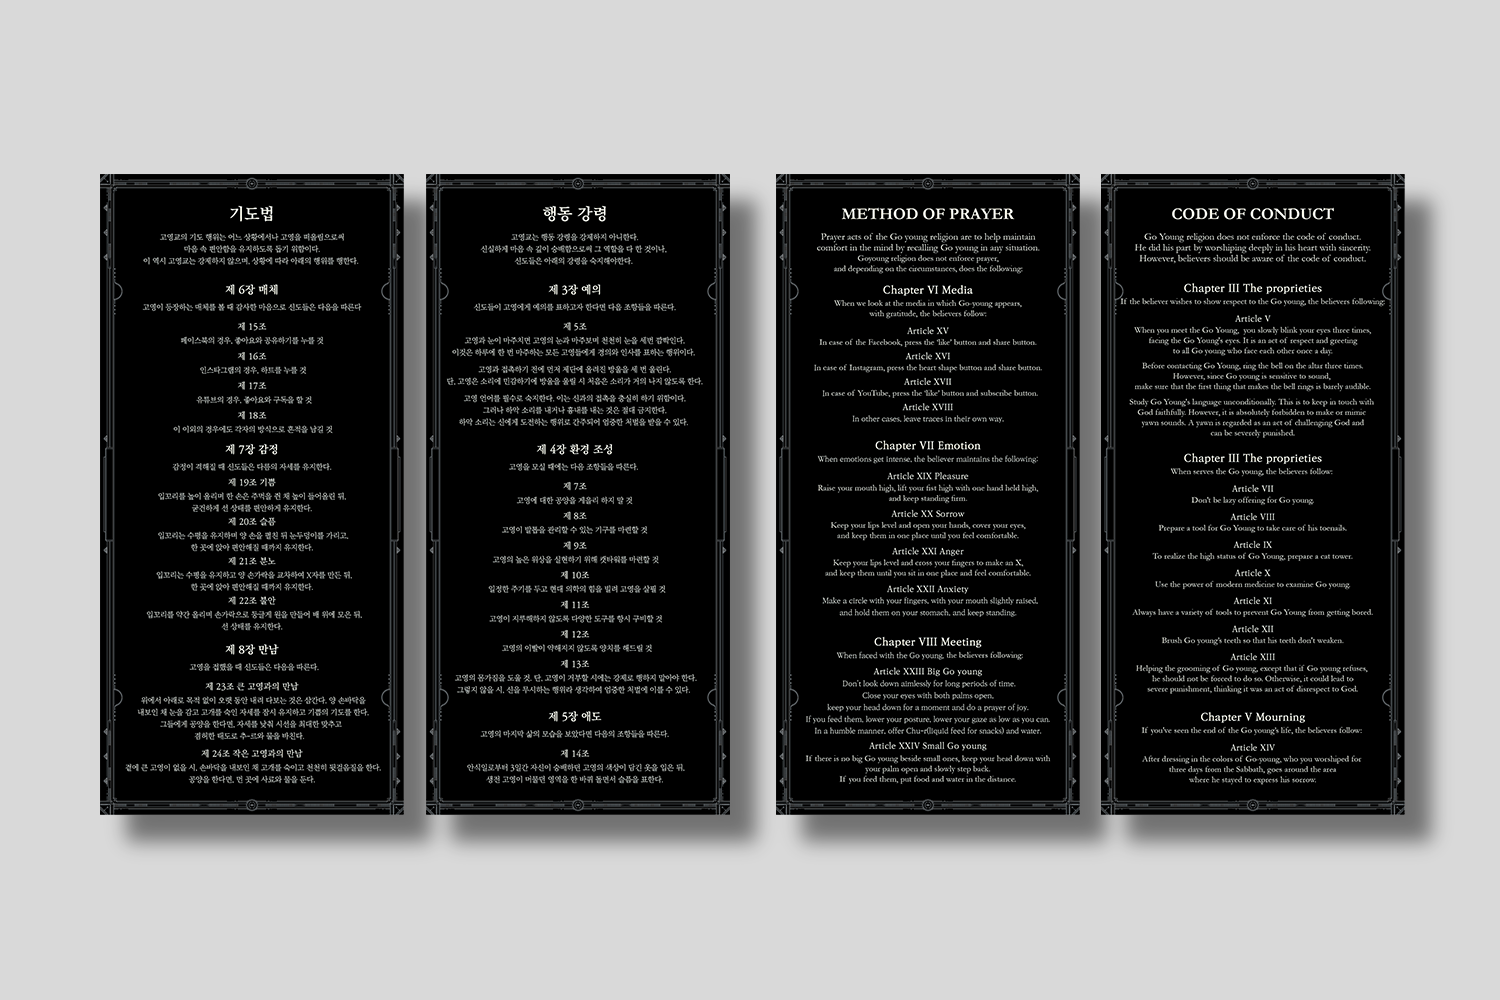 기도법
고영교의 기도 행위는 어느 상황에서나 고영을 떠올림으로써
마음 속 편안함을 유지하도록 돕기 위함이다.
이 역시 고영교는 강제하지 않으며, 상황에 따라 아래의 행위를 행한다.
제 6장 매체
고영이 등장하는 매체를 볼 때 감사한 마음으로 신도들은 다음을 따른다
제 15조
페이스북의 경우, 좋아요와 공유하기를 누를 것
제 16조
인스타그램의 경우, 하트를 누를 것
제 17조
유튜브의 경우, 좋아요와 구독을 할 것
제 18조
이 이외의 경우에도 각자의 방식으로 흔적을 남길 것
제 7장 감정
감정이 격해질 때 신도들은 다름의 자세를 유지한다.
제 19조 기쁨
입꼬리를 높이 올리며 한 손은 주먹을 쥔 채 높이 들어올린 뒤,
굳건하게 선 상태를 편안하게 유지한다.
제 20조 슬픔
입꼬리는 수평을 유지하며 양 손을 펼친 뒤 눈두덩이를 가리고,
한 곳에 앉아 편안해질 때까지 유지한다.
제 21조 분노
입꼬리는 수평을 유지하고 양 손가락을 교차하여 X자를 만든 뒤,
한 곳에 앉아 편안해질 때까지 유지한다.
제 22조 불안
입꼬리를 약간 올리며 손가락으로 둥글게 원을 만들어 배 위에 모은 뒤,
선 상태를 유지한다.
제 8장 만남
고영을 접했을 때 신도들은 다음을 따른다.
제 23조 큰 고영과의 만남
위에서 아래로 목적 없이 오랫 동안 내려 다보는 것은 삼간다. 양 손바닥을
내보인 채 눈을 감고 고개를 숙인 자세를 잠시 유지하고 기쁨의 기도를 한다.
그들에게 공양을 한다면, 자세를 낮춰 시선을 최대한 맞추고
겸허한 태도로 츄-르와 물을 바친다.
제 24조 작은 고영과의 만남
곁에 큰 고영이 없을 시, 손바닥을 내보인 채 고개를 숙이고 천천히 뒷걸음질을 한다.
공양을 한다면, 먼 곳에 사료와 물을 둔다.
행동 강령
고영교는 행동 강령을 강제하지 아니한다.
신실하게 마음 속 깊이 숭배함으로써 그 역할을 다 한 것이나,
신도들은 아래의 강령을 숙지해야한다.
제 3장 예의
신도들이 고영에게 예의를 표하고자 한다면 다음 조항들을 따른다.
제 5조
고영과 눈이 마주치면 고영의 눈과 마주보며 천천히 눈을 세번 깜빡인다.
이것은 하루에 한 번 마주하는 모든 고영들에게 경의와 인사를 표하는 행위이다.
고영과 접촉하기 전에 먼저 제단에 올려진 방울을 세 번 울린다.
단, 고영은 소리에 민감하기에 방울을 울릴 시 처음은 소리가 거의 나지 않도록 한다.
고영 언어를 필수로 숙지한다. 이는 신과의 접촉을 충실히 하기 위함이다.
그러나 하악 소리를 내거나 흉내를 내는 것은 절대 금지한다.
하악 소리는 신에게 도전하는 행위로 간주되어 엄중한 처벌을 받을 수 있다.
제 4장 환경 조성
고영을 모실 때에는 다음 조항들을 따른다.
제 7조
고영에 대한 공양을 게을리 하지 말 것
제 8조
고영이 발톱을 관리할 수 있는 기구를 마련할 것
제 9조
고영의 높은 위상을 실현하기 위해 캣타워를 마련할 것
제 10조
일정한 주기를 두고 현대 의학의 힘을 빌려 고영을 살필 것
제 11조
고영이 지루해하지 않도록 다양한 도구를 항시 구비할 것
제 12조
고영의 이빨이 약해지지 않도록 양치를 해드릴 것
제 13조
고영의 몸가짐을 도울 것. 단, 고영이 거부할 시에는 강제로 행하지 말아야 한다.
그렇지 않을 시, 신을 무시하는 행위라 생각하여 엄중한 처벌에 이를 수 있다.
제 5장 애도
고영의 마지막 삶의 모습을 보았다면 다음의 조항들을 따른다.
제 14조
안식일로부터 3일간 자신이 숭배하던 고영의 색상이 담긴 옷을 입은 뒤,
생전 고영이 머물던 영역을 한 바퀴 돌면서 슬픔을 표한다.
METHOD OF PRAYER
Prayer acts of the Go young religion are to help maintain
comfort in the mind by recalling Go young in any situation.
Goyoung religion does not enforce prayer,
and depending on the circumstances, does the following:
Chapter VI Media
When we look at the media in which Go-young appears,
with gratitude, the believers follow:
Article XV
In case of the Facebook, press the 'like' button and share button.
Article XVI
In case of Instagram, press the heart shape button and share button.
Article XVII
In case of YouTube, press the 'like' button and subscribe button.
Article XVIII
In other cases, leave traces in their own way.
Chapter VII Emotion
When emotions get intense, the believer maintains the following:
Article XIX Pleasure
Raise your mouth high, lift your fist high with one hand held high,
and keep standing firm.
Article XX Sorrow
Keep your lips level and open your hands, cover your eyes,
and keep them in one place until you feel comfortable.
Article XXI Anger
Keep your lips level and cross your fingers to make an X,
and keep them until you sit in one place and feel comfortable.
Article XXII Anxiety
Make a circle with your fingers, with your mouth slightly raised,
and hold them on your stomach, and keep standing.
Chapter VIII Meeting
When faced with the Go young, the believers following:
Article XXIII Big Go young
Don't look down aimlessly for long periods of time.
Close your eyes with both palms open,
keep your head down for a moment and do a prayer of joy.
If you feed them, lower your posture, lower your gaze as low as you can.
In a humble manner, offer Chu-r(liquid feed for snacks) and water.
Article XXIV Small Go young
If there is no big Go young beside small ones, keep your head down with
your palm open and slowly step back.
If you feed them, put food and water in the distance.
CODE OF CONDUCT
Go Young religion does not enforce the code of conduct.
He did his part by worshiping deeply in his heart with sincerity.
However, believers should be aware of the code of conduct.
Chapter III The proprieties
If the believer wishes to show respect to the Go young, the believers following:
Article V
When you meet the Go Young, you slowly blink your eyes three times,
facing the Go Young's eyes. It is an act of respect and greeting
to all Go young who face each other once a day.
Before contacting Go Young, ring the bell on the altar three times.
However, since Go young is sensitive to sound,
make sure that the first thing that makes the bell rings is barely audible.
Study Go Young's language unconditionally. This is to keep in touch with
God faithfully. However, it is absolutely forbidden to make or mimic
yawn sounds. A yawn is regarded as an act of challenging God and
can be severely punished.
Chapter III The proprieties
When serves the Go young, the believers follow:
Article VII
Don't be lazy offering for Go young.
Article VIII
Prepare a tool for Go Young to take care of his toenails.
Article IX
To realize the high status of Go Young, prepare a cat tower.
Article X
Use the power of modern medicine to examine Go young.
Article XI
Always have a variety of tools to prevent Go Young from getting bored.
Article XII
Brush Go young's teeth so that his teeth don't weaken.
Article XIII
Helping the grooming of Go young, except that if Go young refuses,
he should not be forced to do so. Otherwise, it could lead to
severe punishment, thinking it was an act of disrespect to God.
Chapter V Mourning
If you've seen the end of the Go young's life, the believers follow:
Article XIV
After dressing in the colors of Go-young, who you worshiped for
three days from the Sabbath, goes around the area
where he stayed to express his sorrow.